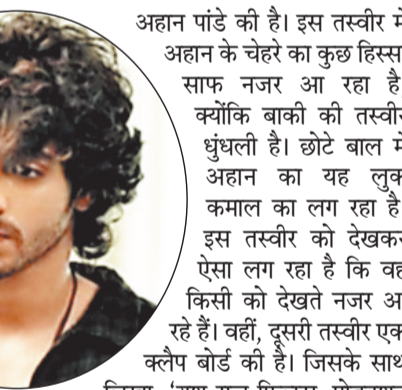 अहान पांडे की है। इस तस्वीर में
अहान के चेहरे का कुछ हिस्सा
साफ नजर आ रहा है
क्योंकि बाकी की तस्वीर
धुंधली है। छोटे बाल में
अहान का यह लुक
कमाल का लग रहा है
इस तस्वीर को देखकर
ऐसा लग रहा है कि वह
किसी को देखते नजर आ
रहे हैं। वहीं, दूसरी तस्वीर एक
क्लैप बोर्ड की है। जिसके साथ